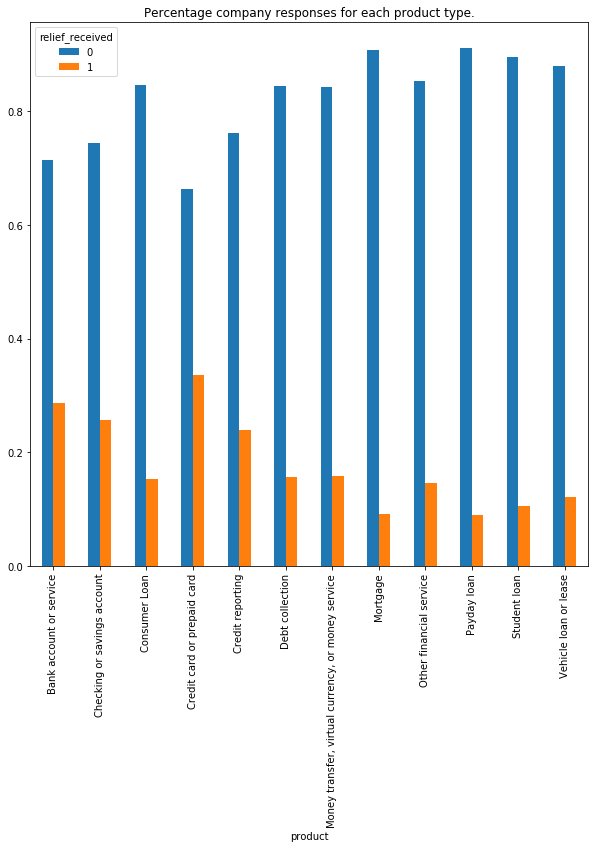 Percentage company responses for each product type.
relief_received
0
1
0.8
0.6
0.4
0.2
0.0
Bank account or service
Checking or savings account
Consumer Loan
Credit card or prepaid card
Credit reporting
Debt collection
Money transfer, virtual currency, or money service
Mortgage
Other financial service
Payday loan
Student loan
Vehicle loan or lease
product